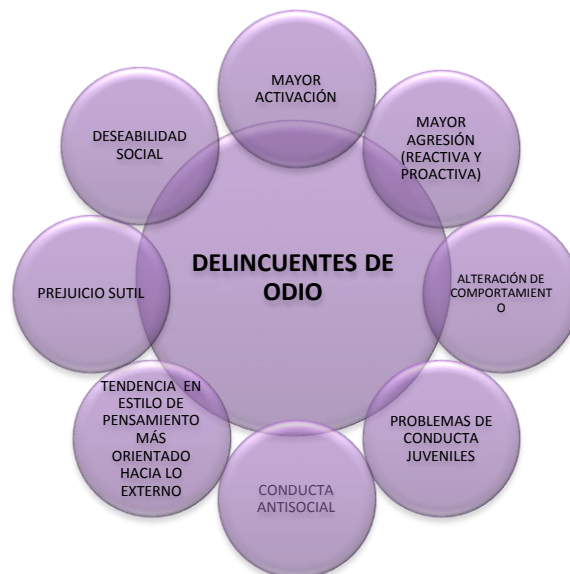 MAYOR
ACTIVACIÓN
MAYOR
AGRESIÓN
(REACTIVA Y
PROACTIVA)
ALTERACIÓN DE
COMPORTAMIENT
O
PROBLEMAS DE
CONDUCTA
JUVENILES
CONDUCTA
ANTISOCIAL
TENDENCIA EN
ESTILO DE
PENSAMIENTO
MÁS
ORIENTADO
HACIA LO
EXTERNO
PREJUICIO SUTIL
DESEABILIDAD
SOCIAL
DELINCUENTES DE
ODIO